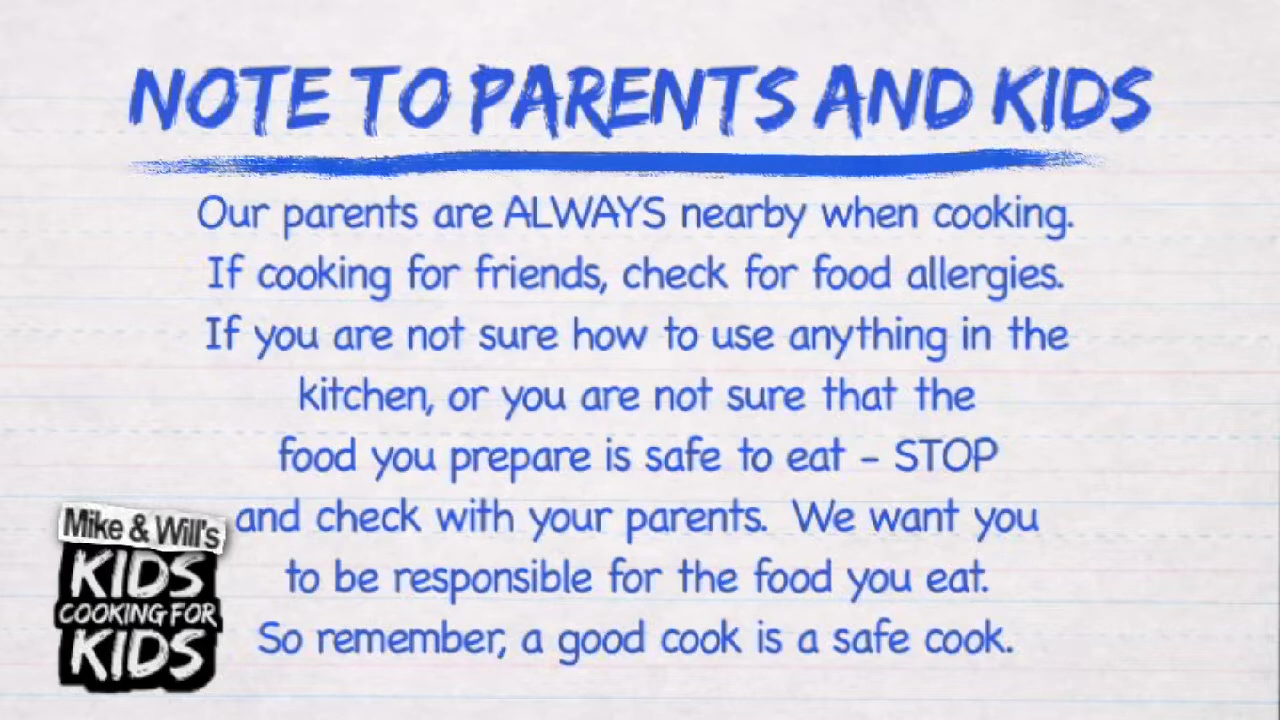 NOTE TO PARENTS AND KIDS
Our parents are ALWAYS nearby when cooking.
If cooking for friends, check for food allergies.
If you are not sure how to use anything in the
kitchen, or you are not sure that the
food you prepare is safe to eat - STOP
and check with your parents.  We want you
to be responsible for the food you eat.
So remember, a good cook is a safe cook.
Mike & Will's
KIDS
COOKING FOR
KIDS